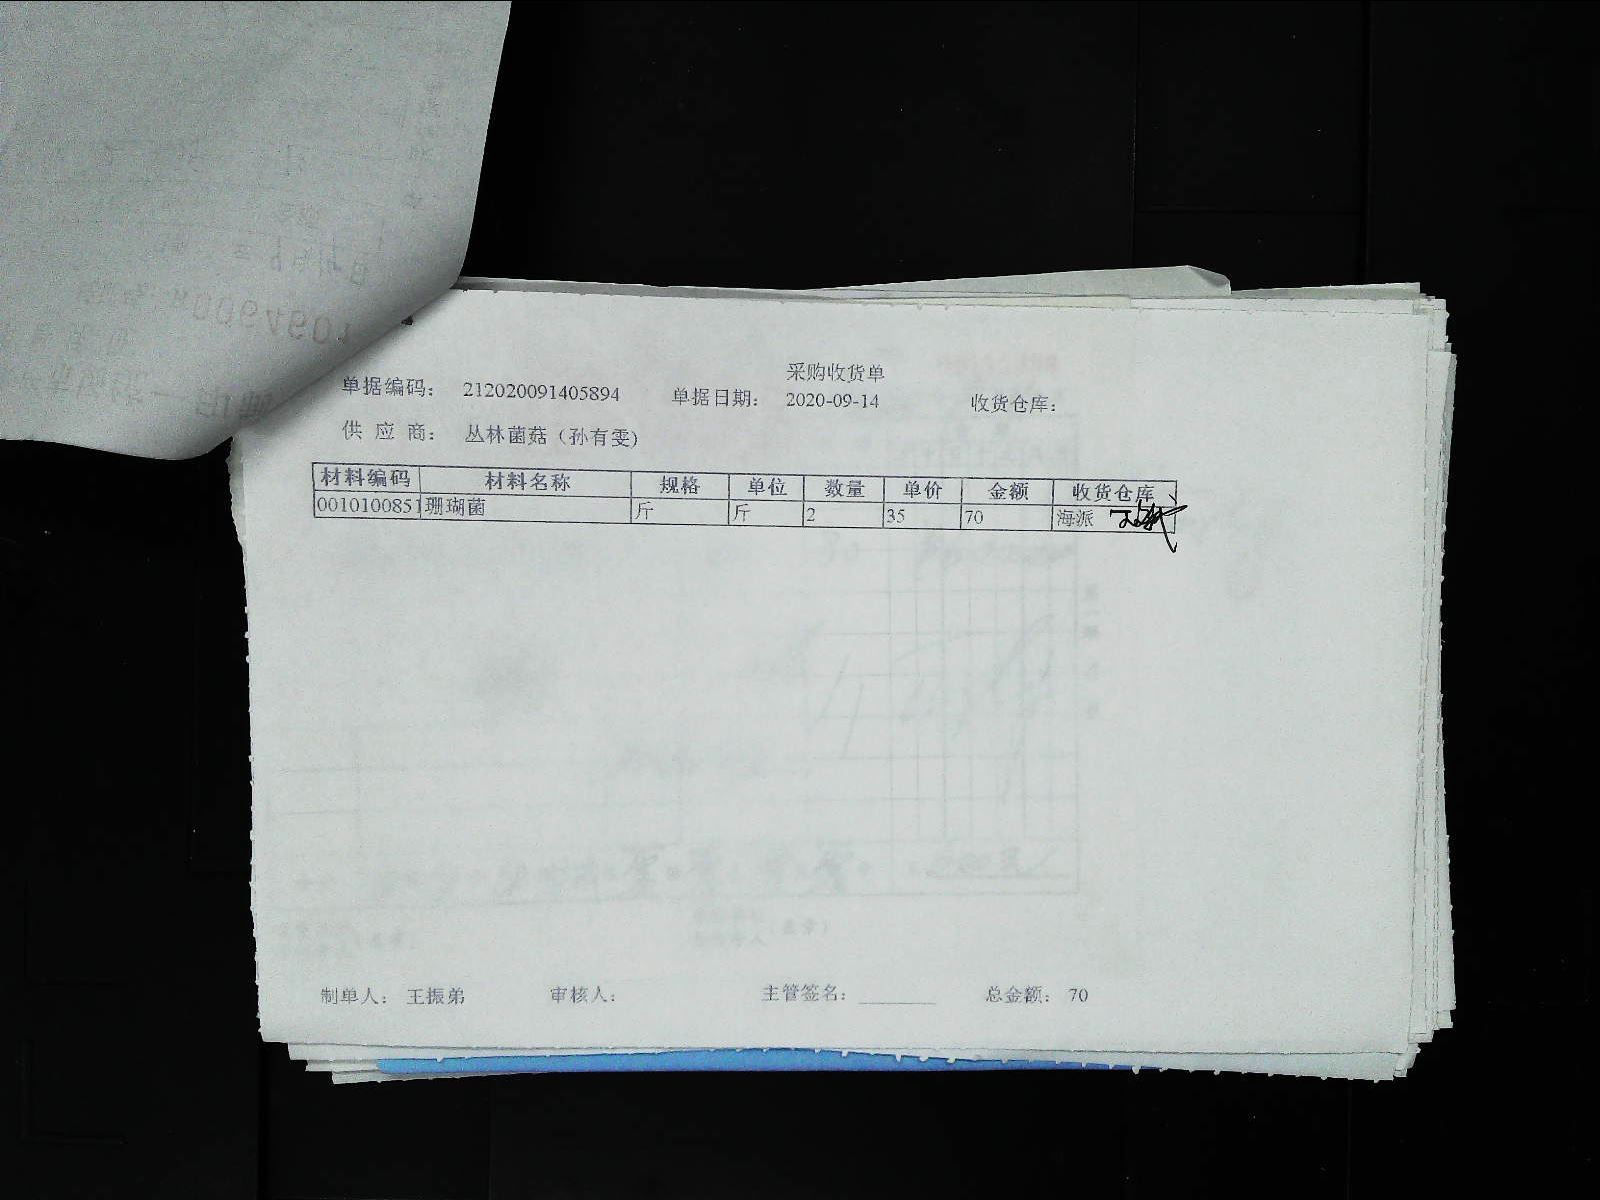 采购收货单
单据编码： 212020091405894 单据日期： 2020-09-14 收货仓库：
供 应 商： 丛林菌菇（孙有雯）
材料编码 材料名称 规格 单位 数量 单价 金额 收货仓库
0010100851 珊瑚菌 斤 斤 2 35 70 海派
制单人： 王振弟 审核人： 主管签名： 总金额： 70